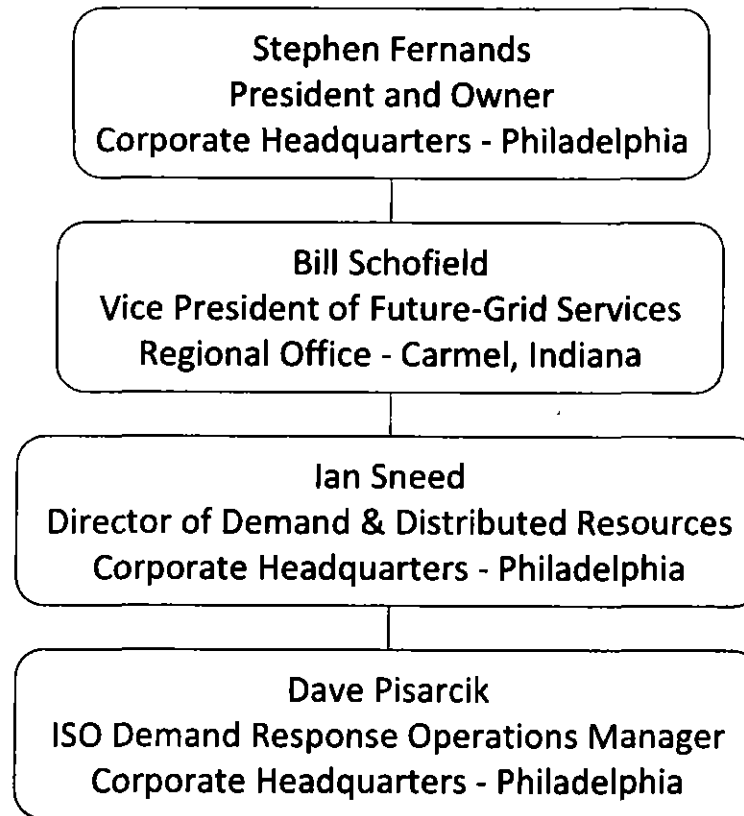 Stephen Fernands
President and Owner
Corporate Headquarters - Philadelphia
Bill Schofield
Vice President of Future-Grid Services
Regional Office - Carmel, Indiana
Ian Sneed
Director of Demand & Distributed Resources
Corporate Headquarters - Philadelphia
Dave Pisarcik
ISO Demand Response Operations Manager
Corporate Headquarters - Philadelphia